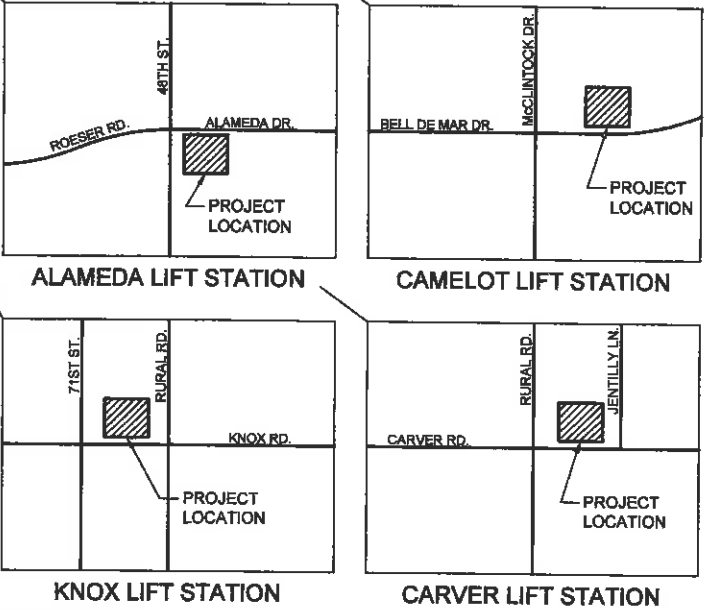 48TH ST.
ROESER RD.
ALAMEDA DR.
PROJECT
LOCATION
ALAMEDA LIFT STATION
McCLINTOCK DR.
BELL DE MAR DR.
PROJECT
LOCATION
CAMELOT LIFT STATION
71ST ST.
RURAL RD.
KNOX RD.
PROJECT
LOCATION
KNOX LIFT STATION
RURAL RD.
JENTILLY LN.
CARVER RD.
PROJECT
LOCATION
CARVER LIFT STATION